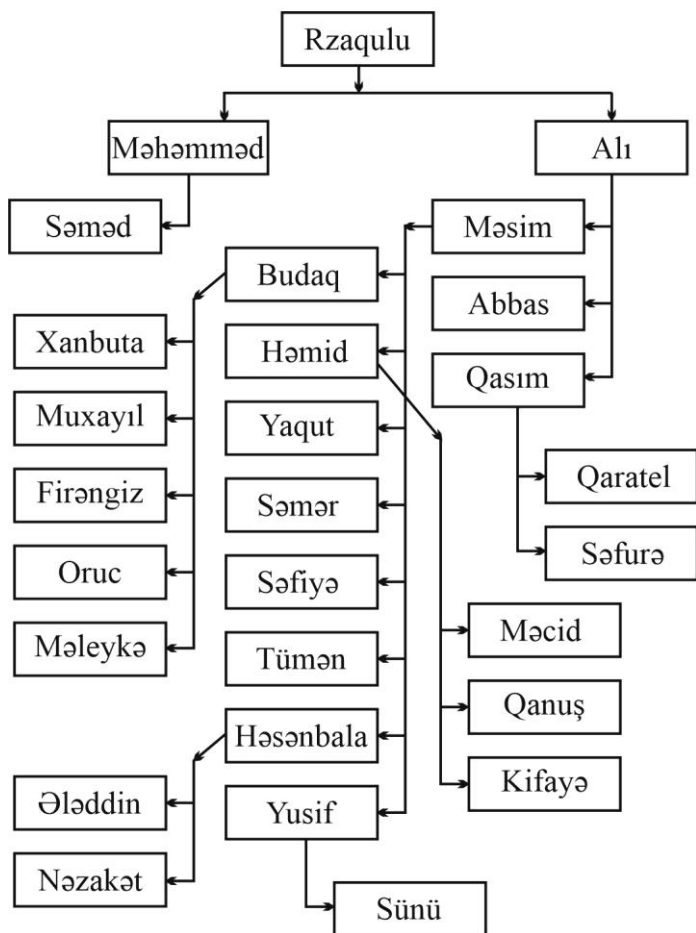 Rzaqulu
Məhəmməd
Alı
Səməd
Məsim
Budaq
Abbas
Xanbuta
Həmid
Qasım
Muxayıl
Yaqut
Firəngiz
Səmər
Qaratel
Oruc
Səfiyə
Səfurə
Məleykə
Tümən
Məcid
Həsənbala
Qanuş
Ələddin
Yusif
Kifayə
Nəzakət
Sünü